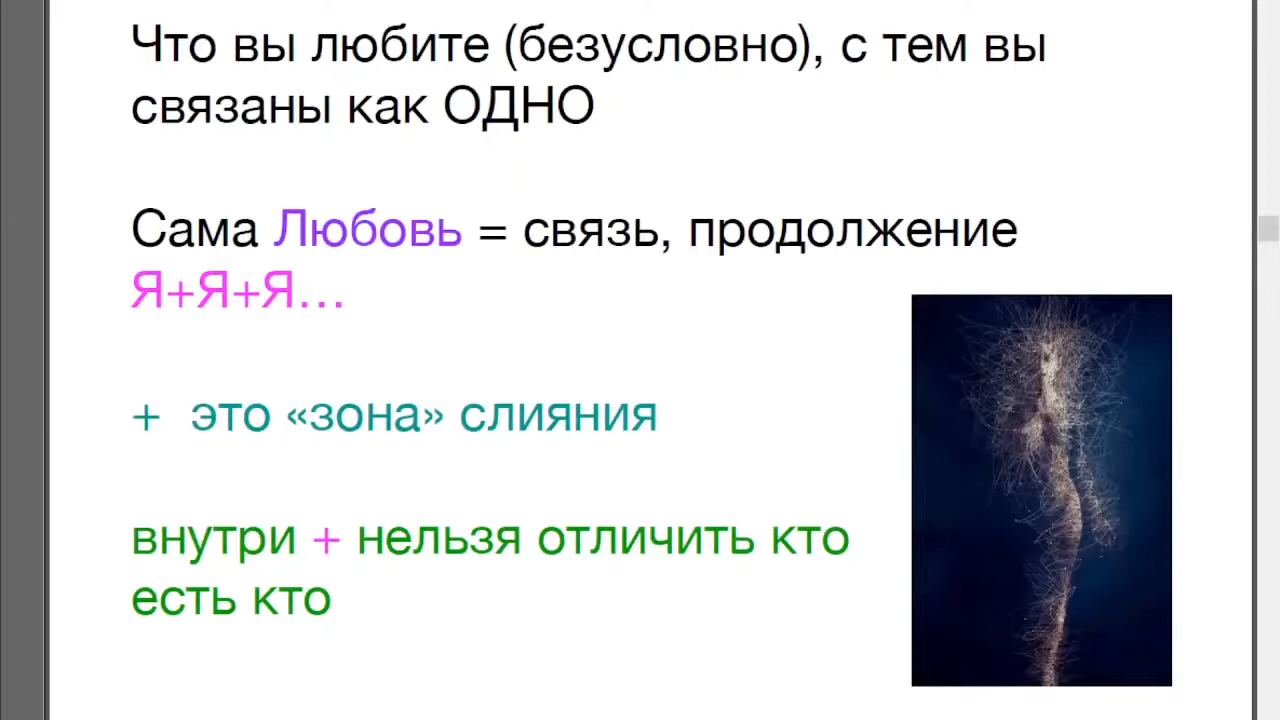 Что вы любите (безусловно), с тем вы
связаны как ОДНО
Сама Любовь = связь, продолжение
Я+Я+Я...
+ это «зона» слияния
внутри + нельзя отличить кто
есть кто